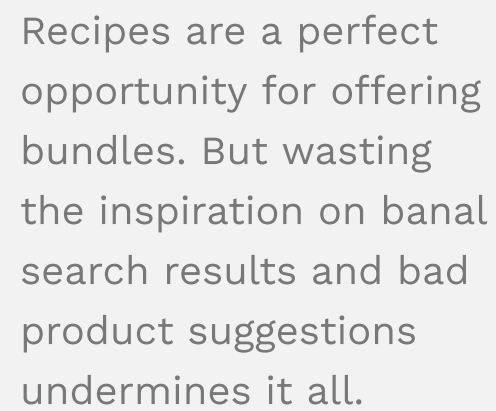 Recipes are a perfect
opportunity for offering
bundles. But wasting
the inspiration on banal
search results and bad
product suggestions
undermines it all.